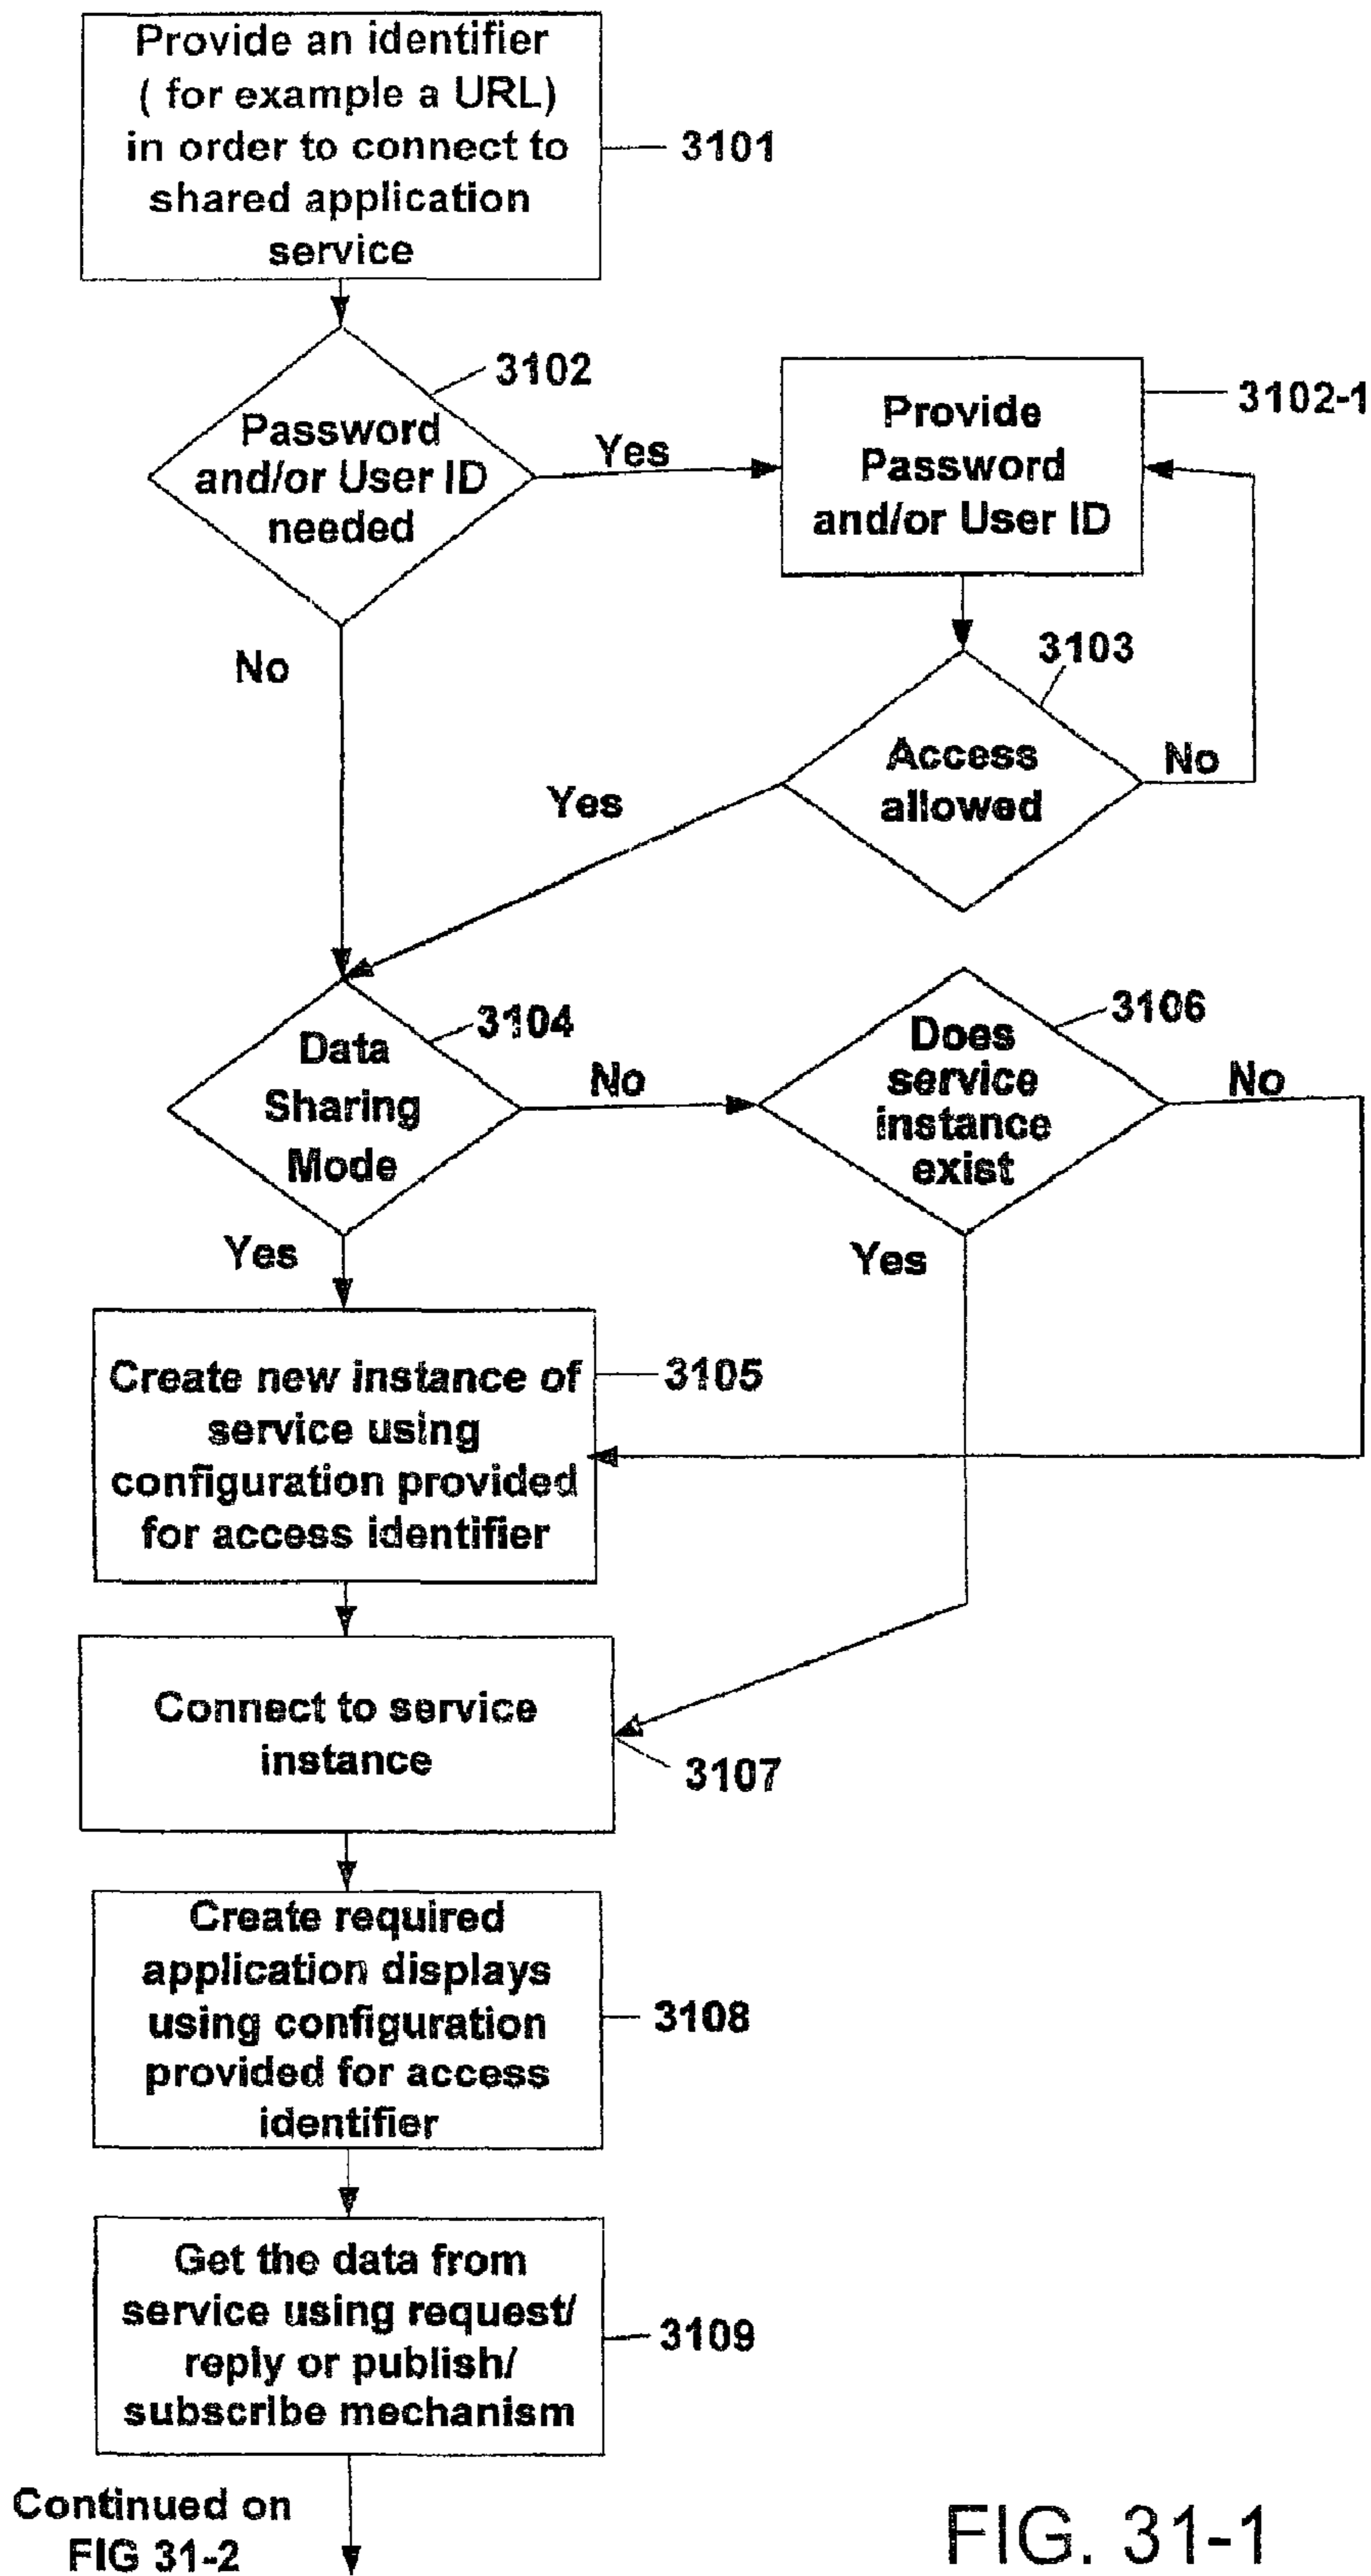 Provide an identifier
( for example a URL)
in order to connect to
shared application
service
3101
3102
Password
and/or User ID
needed
Yes
No
Provide
Password
and/or User ID
3102-1
3103
Access
allowed
No
Yes
3104
Data
Sharing
Mode
No
Yes
3106
Does
service
instance
exist
No
Yes
Create new instance of
service using
configuration provided
for access identifier
3105
Connect to service
instance
3107
Create required
application displays
using configuration
provided for access
identifier
3108
Get the data from
service using request/
reply or publish/
subscribe mechanism
3109
Continued on
FIG 31-2
FIG. 31-1